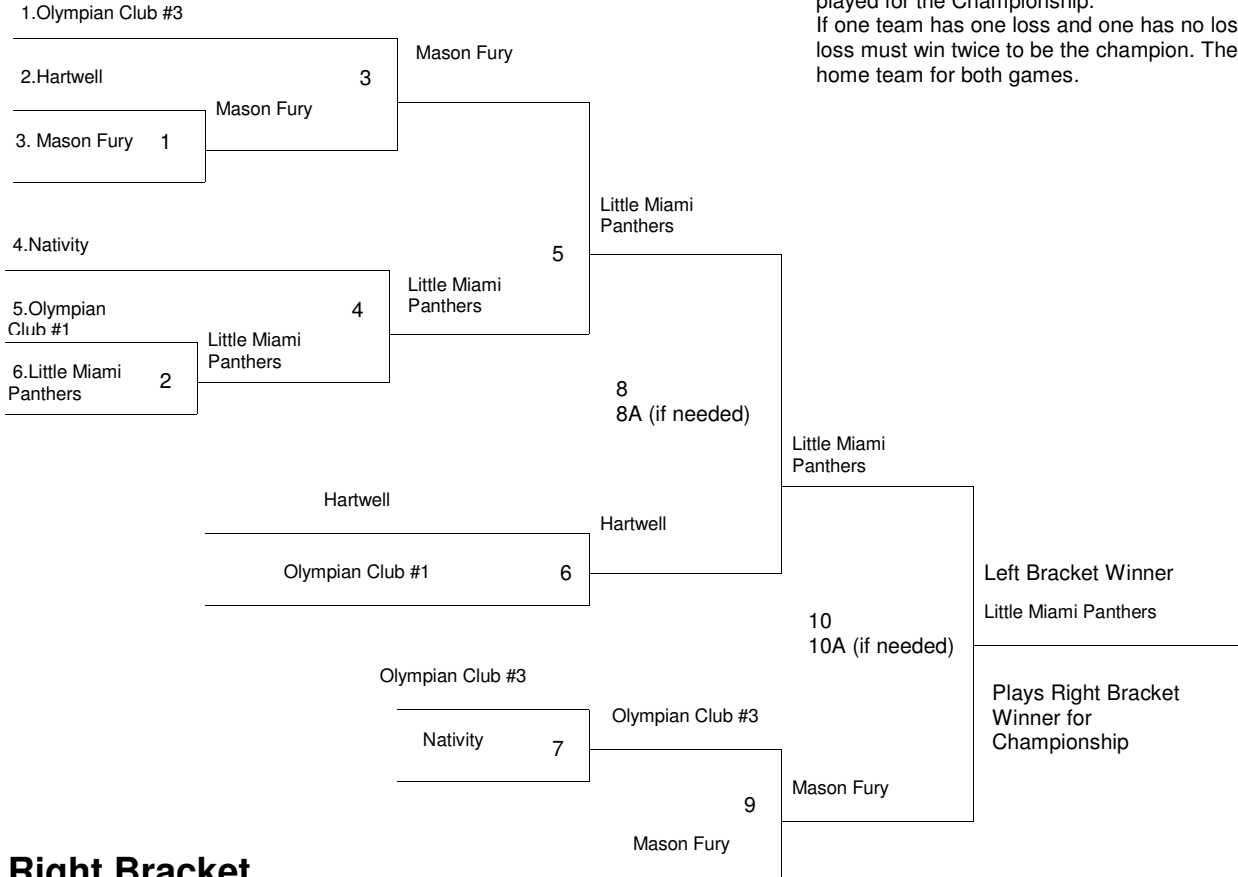 1.Olympian Club #3
played for the Championship.
If one team has one loss and one has no los
loss must win twice to be the champion. The
home team for both games.
Mason Fury
2.Hartwell
3
Mason Fury
3. Mason Fury
1
Little Miami
Panthers
4.Nativity
5
Little Miami
Panthers
5.Olympian
Club #1
4
Little Miami
Panthers
6.Little Miami
Panthers
2
8
8A (if needed)
Little Miami
Panthers
Hartwell
Hartwell
Olympian Club #1
6
Left Bracket Winner
Little Miami Panthers
10
10A (if needed)
Olympian Club #3
Plays Right Bracket
Winner for
Championship
Olympian Club #3
Nativity
7
Mason Fury
9
Mason Fury
Right Bracket